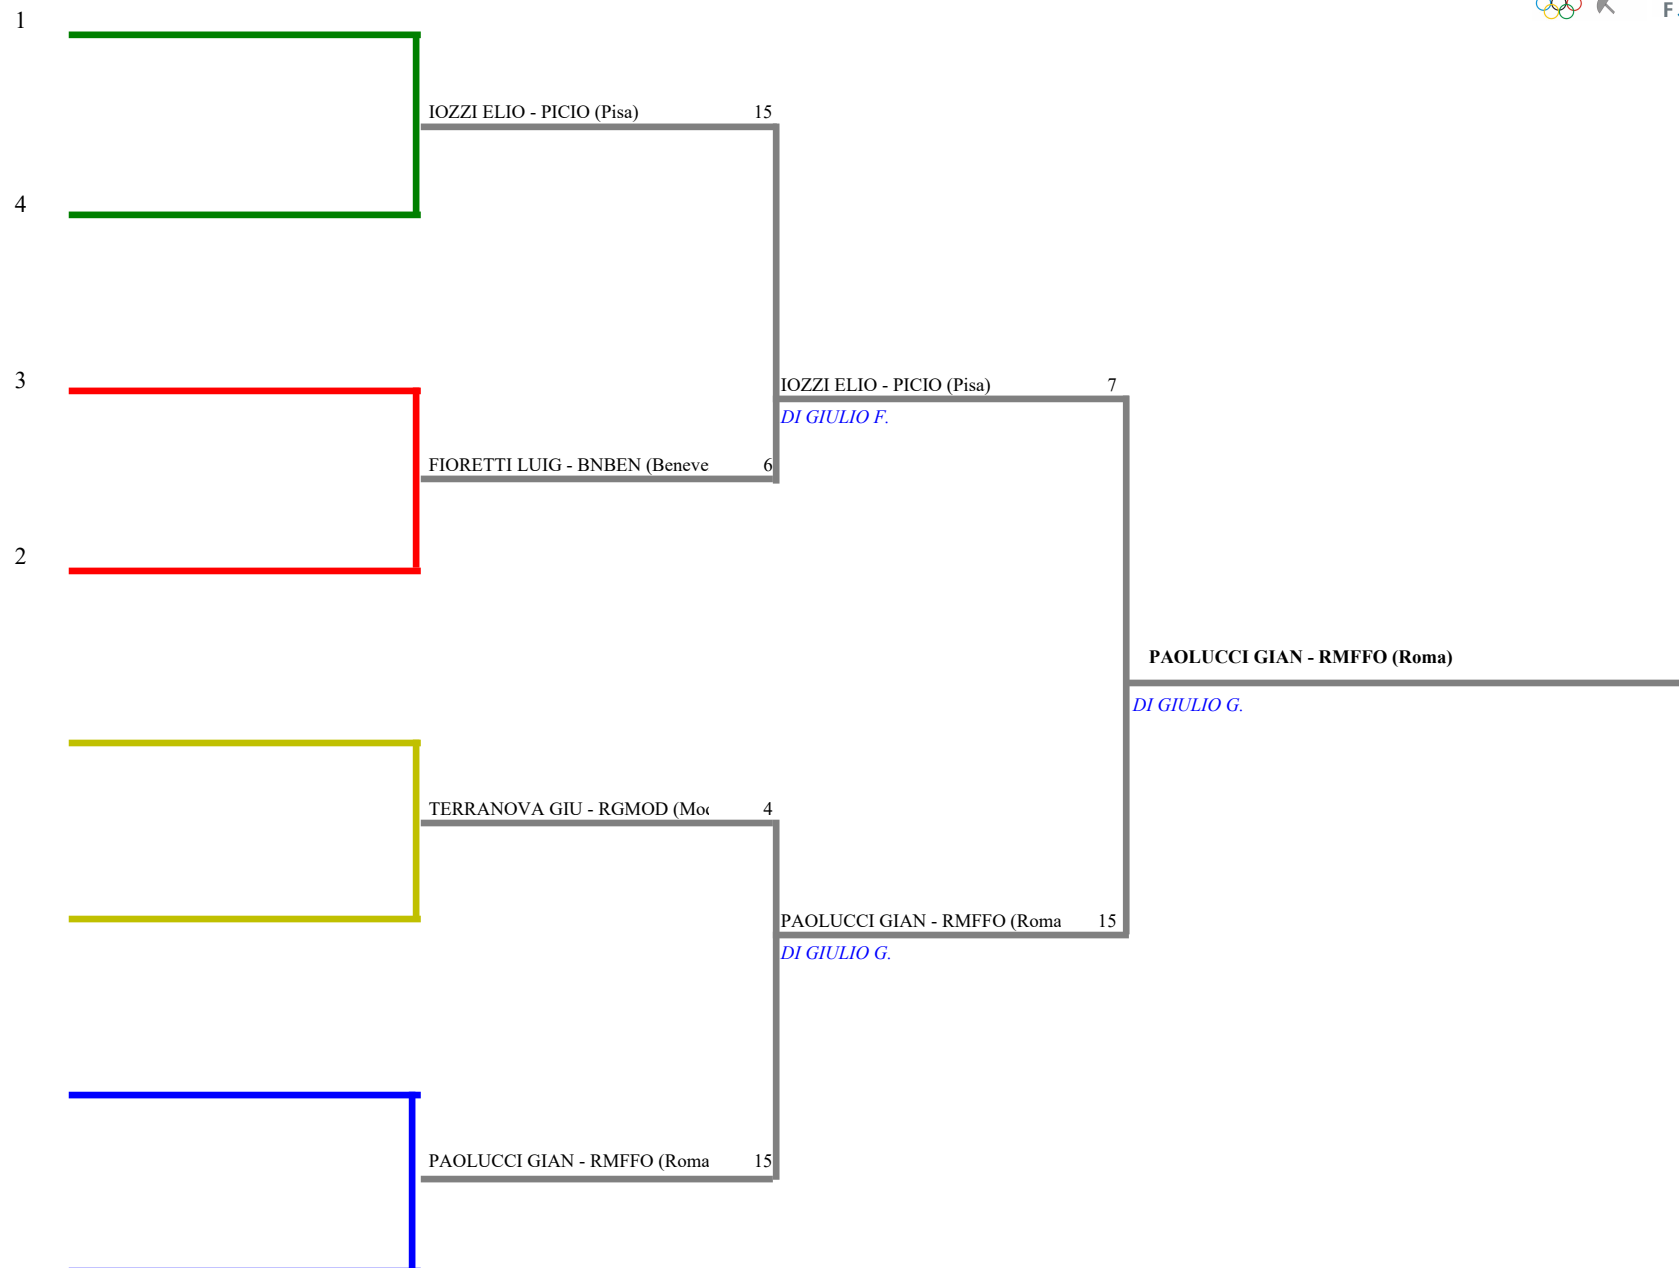 1
IOZZI ELIO - PICIO (Pisa) 15
4
3
IOZZI ELIO - PICIO (Pisa) 7
DI GIULIO F.
FIORETTI LUIG - BNBEN (Beneve 6
2
PAOLUCCI GIAN - RMFFO (Roma)
DI GIULIO G.
TERRANOVA GIU - RGMOD (Mo 4
PAOLUCCI GIAN - RMFFO (Roma 15
DI GIULIO G.
PAOLUCCI GIAN - RMFFO (Roma 15